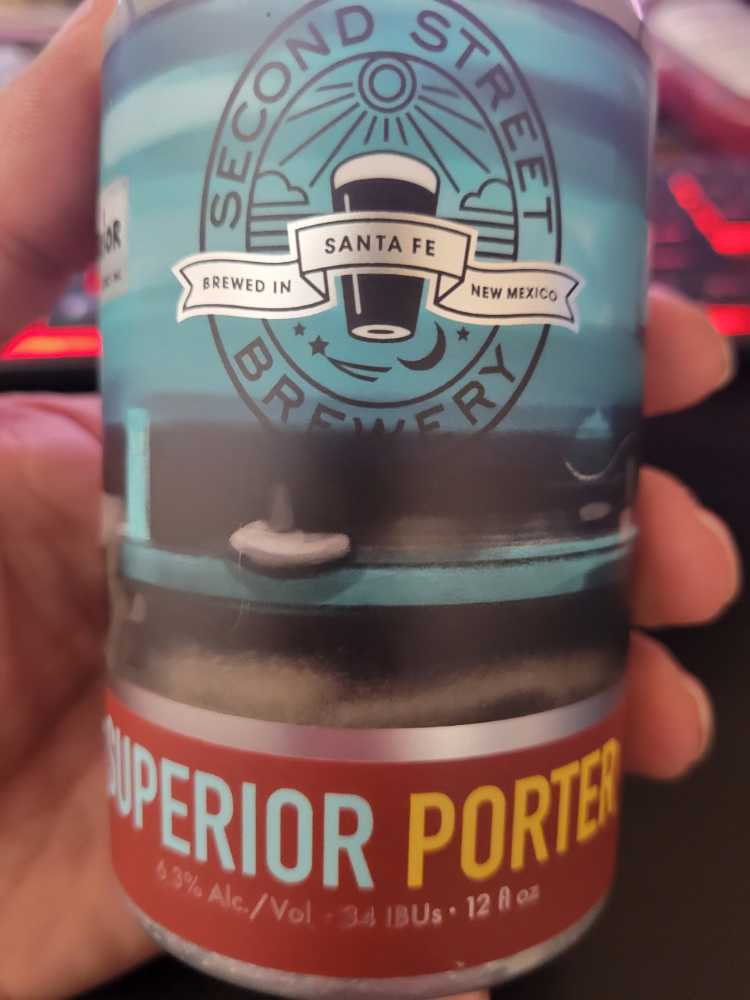 SECOND STREET
SANTA FE
BREWED IN
NEW MEXICO
BREWERY
SUPERIOR PORTER
6.3% Alc./Vol · 34 IBUs · 12 fl oz